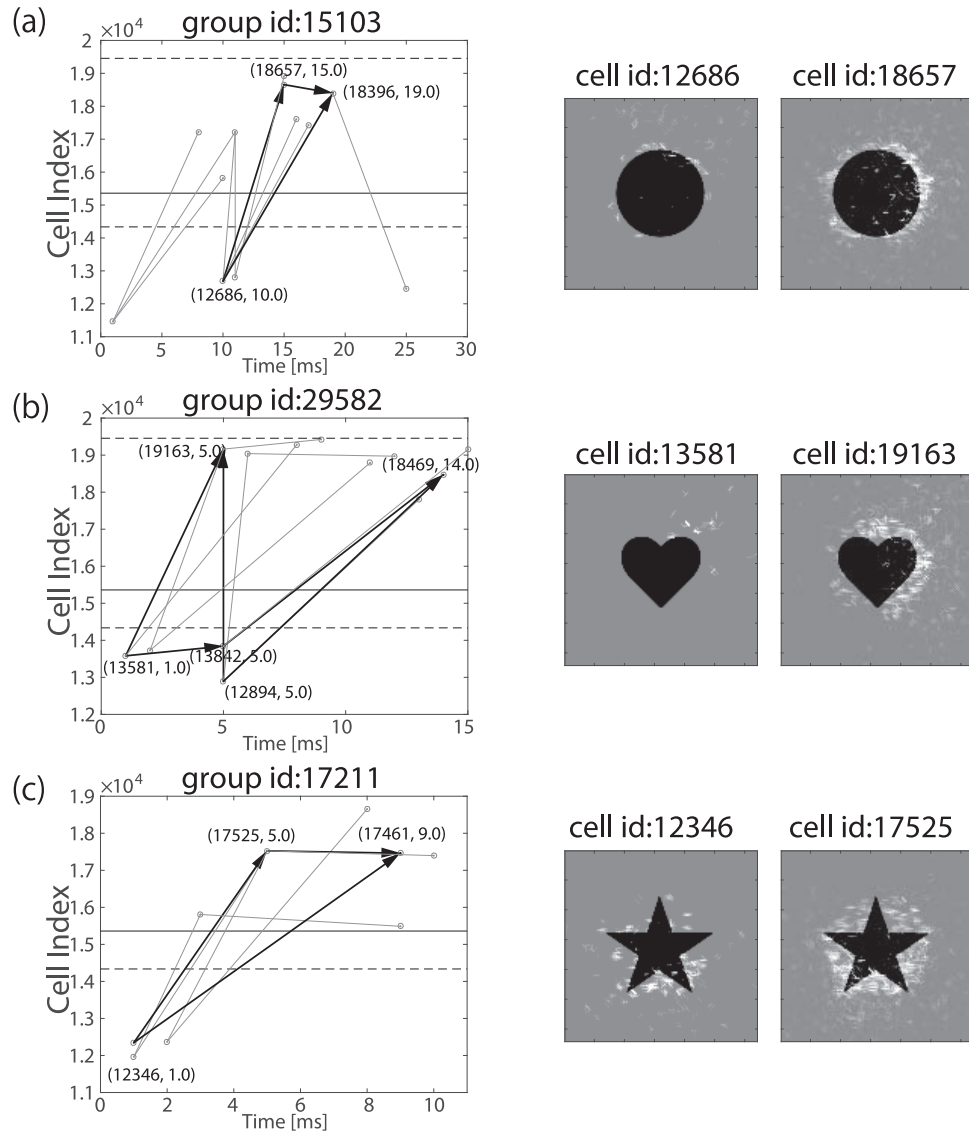 (a)
group id:15103
×10⁴
2
1.9
1.8
1.7
1.6
1.5
1.4
1.3
1.2
1.1
Cell Index
(18657, 15.0)
(18396, 19.0)
(12686, 10.0)
0 5 10 15 20 25 30
Time [ms]
cell id:12686
cell id:18657
(b)
group id:29582
×10⁴
2
1.9
1.8
1.7
1.6
1.5
1.4
1.3
1.2
Cell Index
(19163, 5.0)
(18469, 14.0)
(13581, 1.0)
(13842, 5.0)
(12894, 5.0)
0 5 10 15
Time [ms]
cell id:13581
cell id:19163
(c)
group id:17211
×10⁴
1.9
1.8
1.7
1.6
1.5
1.4
1.3
1.2
1.1
Cell Index
(17525, 5.0)
(17461, 9.0)
(12346, 1.0)
0 2 4 6 8 10
Time [ms]
cell id:12346
cell id:17525